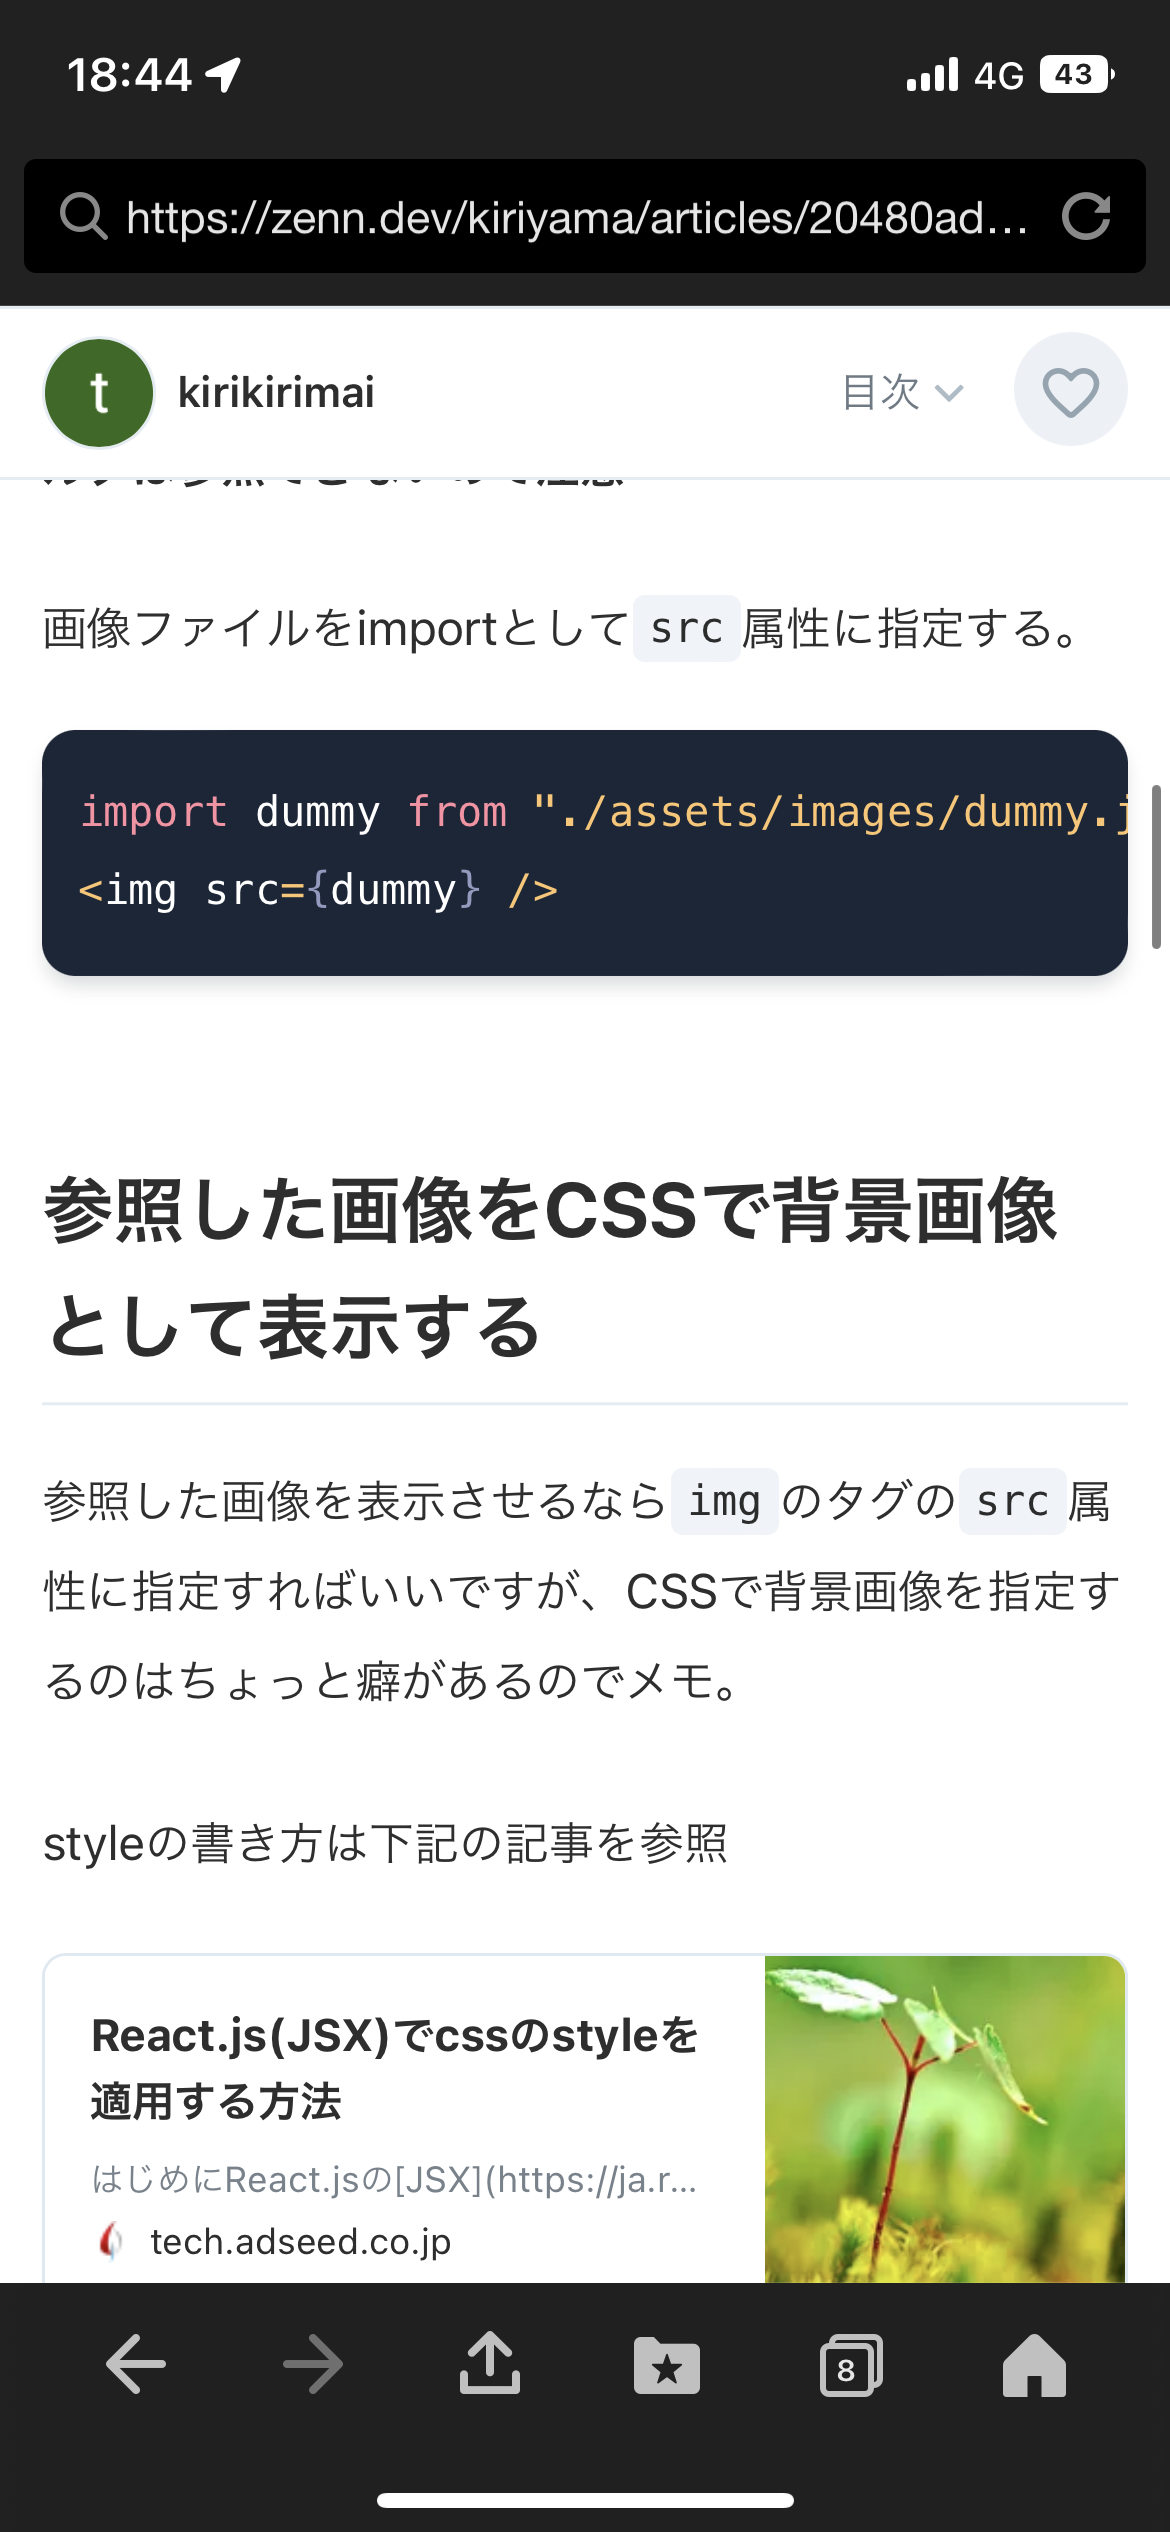 18:44
4G 43
https://zenn.dev/kiriyama/articles/20480ad...
t kirikirimai 目次
画像ファイルをimportとしてsrc属性に指定する。
import dummy from "./assets/images/dummy.j
<img src={dummy} />
参照した画像をCSSで背景画像
として表示する
参照した画像を表示させるならimgのタグのsrc属
性に指定すればいいですが、CSSで背景画像を指定す
るのはちょっと癖があるのでメモ。
styleの書き方は下記の記事を参照
React.js(JSX)でcssのstyleを
適用する方法
はじめにReact.jsの[JSX](https://ja.r...
tech.adseed.co.jp
8